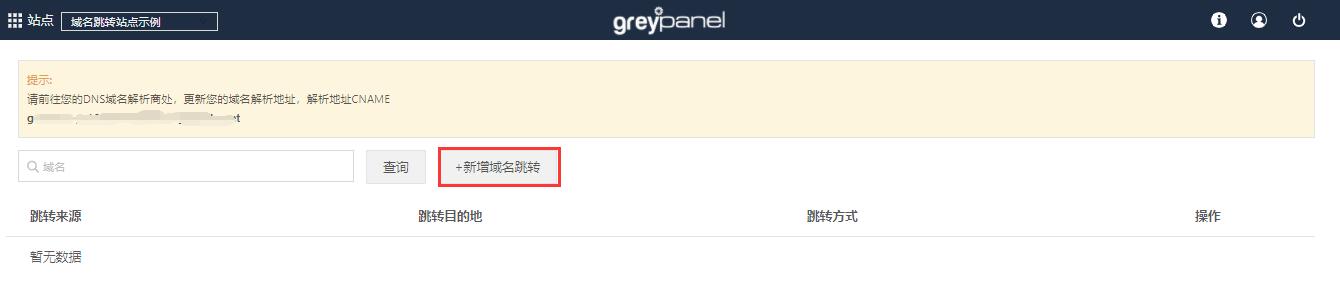 站点 域名跳转站点示例 greypanel
提示:
请前往您的DNS域名解析商处，更新您的域名解析地址，解析地址CNAME
域名 查询 +新增域名跳转
跳转来源 跳转目的地 跳转方式 操作
暂无数据